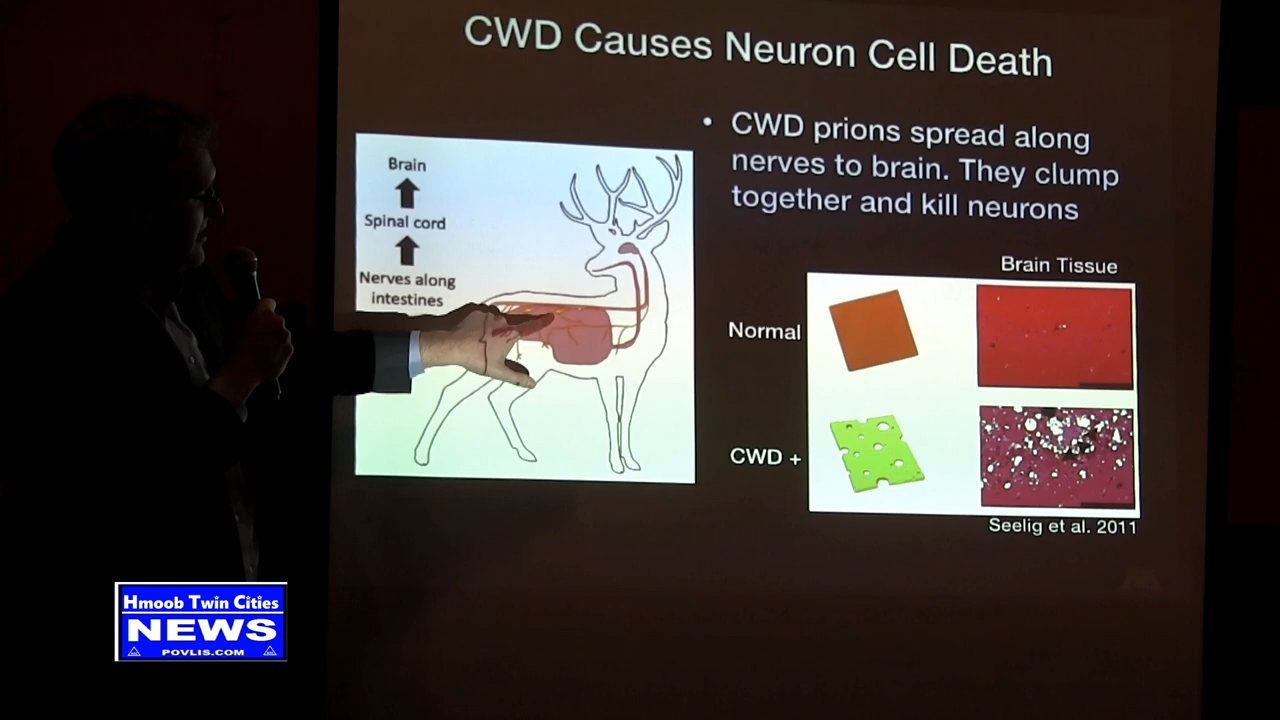 CWD Causes Neuron Cell Death
• CWD prions spread along
nerves to brain. They clump
together and kill neurons
Brain
Spinal cord
Nerves along
intestines
Brain Tissue
Normal
CWD +
Seelig et al. 2011
Hmoob Twin Cities
NEWS
POVLIS.COM